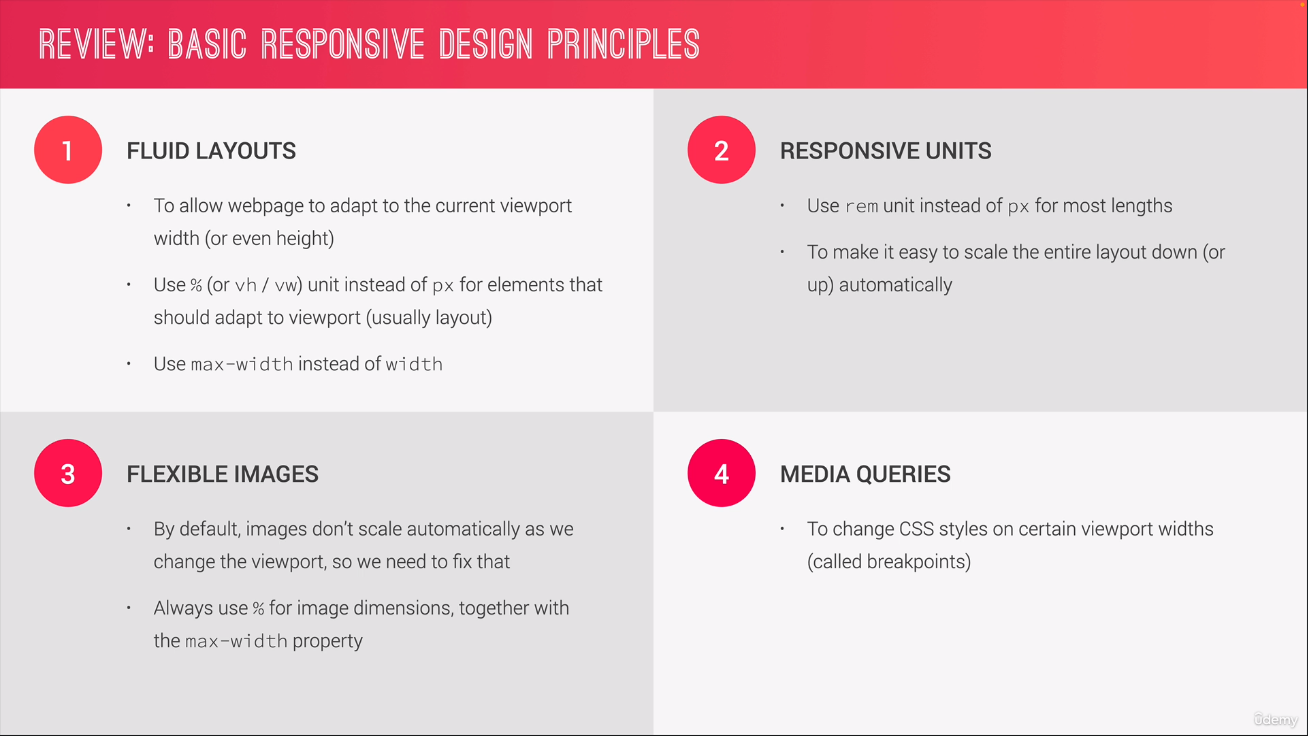 REVIEW: BASIC RESPONSIVE DESIGN PRINCIPLES
1
FLUID LAYOUTS
• To allow webpage to adapt to the current viewport
width (or even height)
• Use % (or vh / vw) unit instead of px for elements that
should adapt to viewport (usually layout)
• Use max-width instead of width
2
RESPONSIVE UNITS
• Use rem unit instead of px for most lengths
• To make it easy to scale the entire layout down (or
up) automatically
3
FLEXIBLE IMAGES
• By default, images don’t scale automatically as we
change the viewport, so we need to fix that
• Always use % for image dimensions, together with
the max-width property
4
MEDIA QUERIES
• To change CSS styles on certain viewport widths
(called breakpoints)
ûdemy